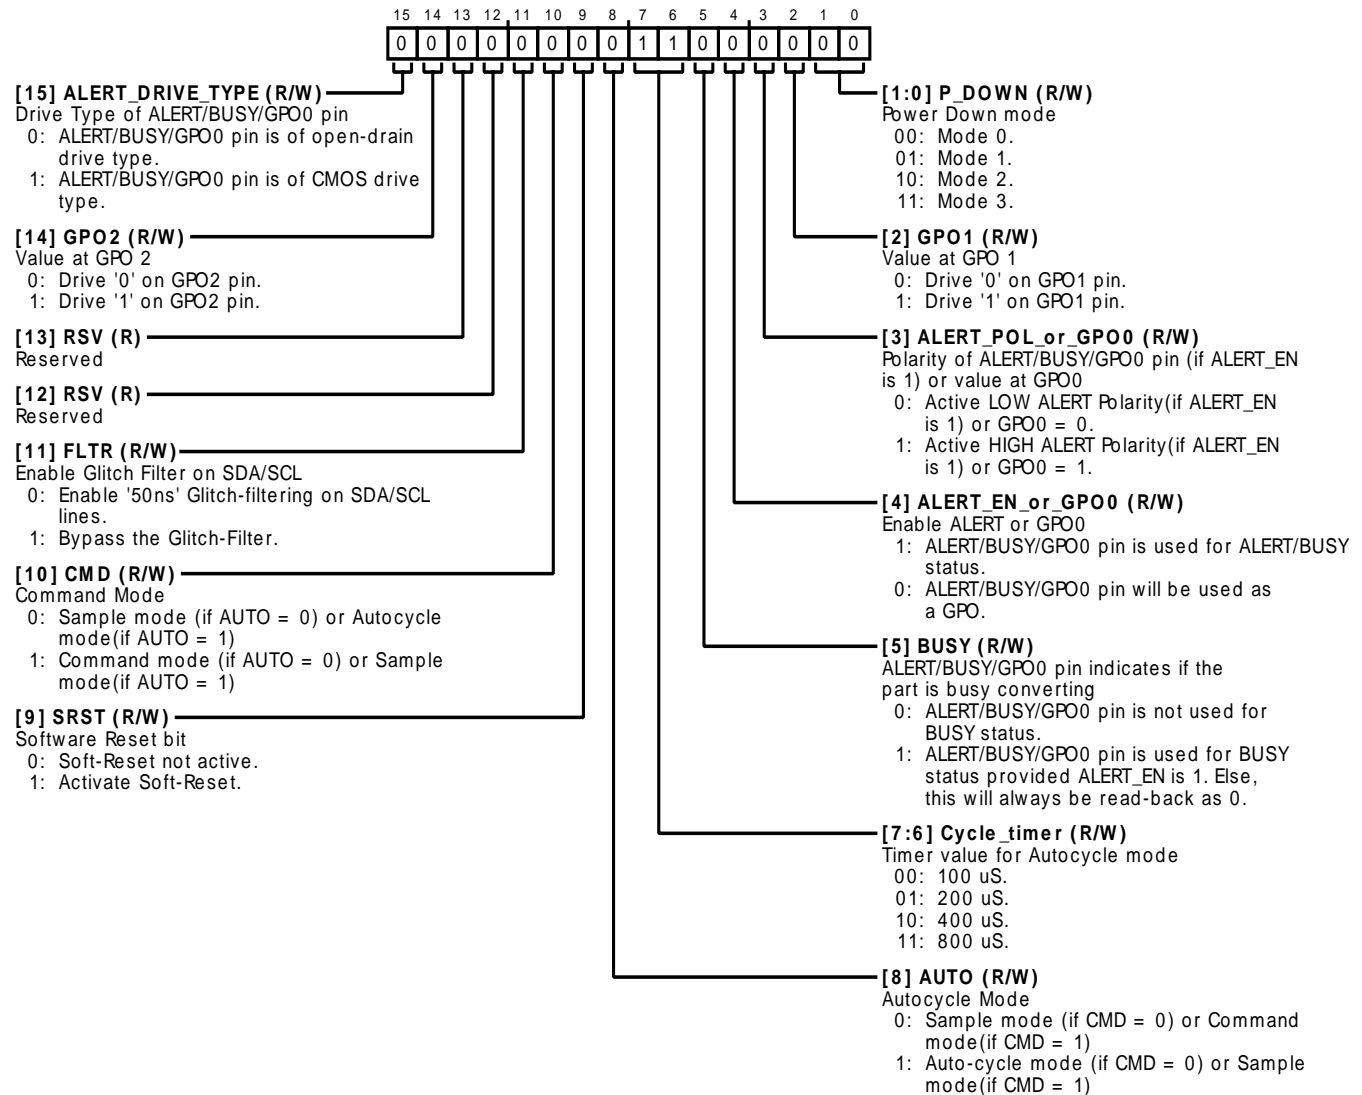 15 14 13 12 11 10 9 8 7 6 5 4 3 2 1 0
0 0 0 0 0 0 0 0 1 1 0 0 0 0 0 0
[15] ALERT_DRIVE_TYPE (R/W)
Drive Type of ALERT/BUSY/GPO0 pin
0: ALERT/BUSY/GPO0 pin is of open-drain
drive type.
1: ALERT/BUSY/GPO0 pin is of CMOS drive
type.
[14] GPO2 (R/W)
Value at GPO 2
0: Drive '0' on GPO2 pin.
1: Drive '1' on GPO2 pin.
[13] RSV (R)
Reserved
[12] RSV (R)
Reserved
[11] FLTR (R/W)
Enable Glitch Filter on SDA/SCL
0: Enable '50ns' Glitch-filtering on SDA/SCL
lines.
1: Bypass the Glitch-Filter.
[10] CMD (R/W)
Command Mode
0: Sample mode (if AUTO = 0) or Autocycle
mode(if AUTO = 1)
1: Command mode (if AUTO = 0) or Sample
mode(if AUTO = 1)
[9] SRST (R/W)
Software Reset bit
0: Soft-Reset not active.
1: Activate Soft-Reset.
[1:0] P_DOWN (R/W)
Power Down mode
00: Mode 0.
01: Mode 1.
10: Mode 2.
11: Mode 3.
[2] GPO1 (R/W)
Value at GPO 1
0: Drive '0' on GPO1 pin.
1: Drive '1' on GPO1 pin.
[3] ALERT_POL_or_GPO0 (R/W)
Polarity of ALERT/BUSY/GPO0 pin (if ALERT_EN
is 1) or value at GPO0
0: Active LOW ALERT Polarity(if ALERT_EN
is 1) or GPO0 = 0.
1: Active HIGH ALERT Polarity(if ALERT_EN
is 1) or GPO0 = 1.
[4] ALERT_EN_or_GPO0 (R/W)
Enable ALERT or GPO0
1: ALERT/BUSY/GPO0 pin is used for ALERT/BUSY
status.
0: ALERT/BUSY/GPO0 pin will be used as
a GPO.
[5] BUSY (R/W)
ALERT/BUSY/GPO0 pin indicates if the
part is busy converting
0: ALERT/BUSY/GPO0 pin is not used for
BUSY status.
1: ALERT/BUSY/GPO0 pin is used for BUSY
status provided ALERT_EN is 1. Else,
this will always be read-back as 0.
[7:6] Cycle_timer (R/W)
Timer value for Autocycle mode
00: 100 uS.
01: 200 uS.
10: 400 uS.
11: 800 uS.
[8] AUTO (R/W)
Autocycle Mode
0: Sample mode (if CMD = 0) or Command
mode(if CMD = 1)
1: Auto-cycle mode (if CMD = 0) or Sample
mode(if CMD = 1)